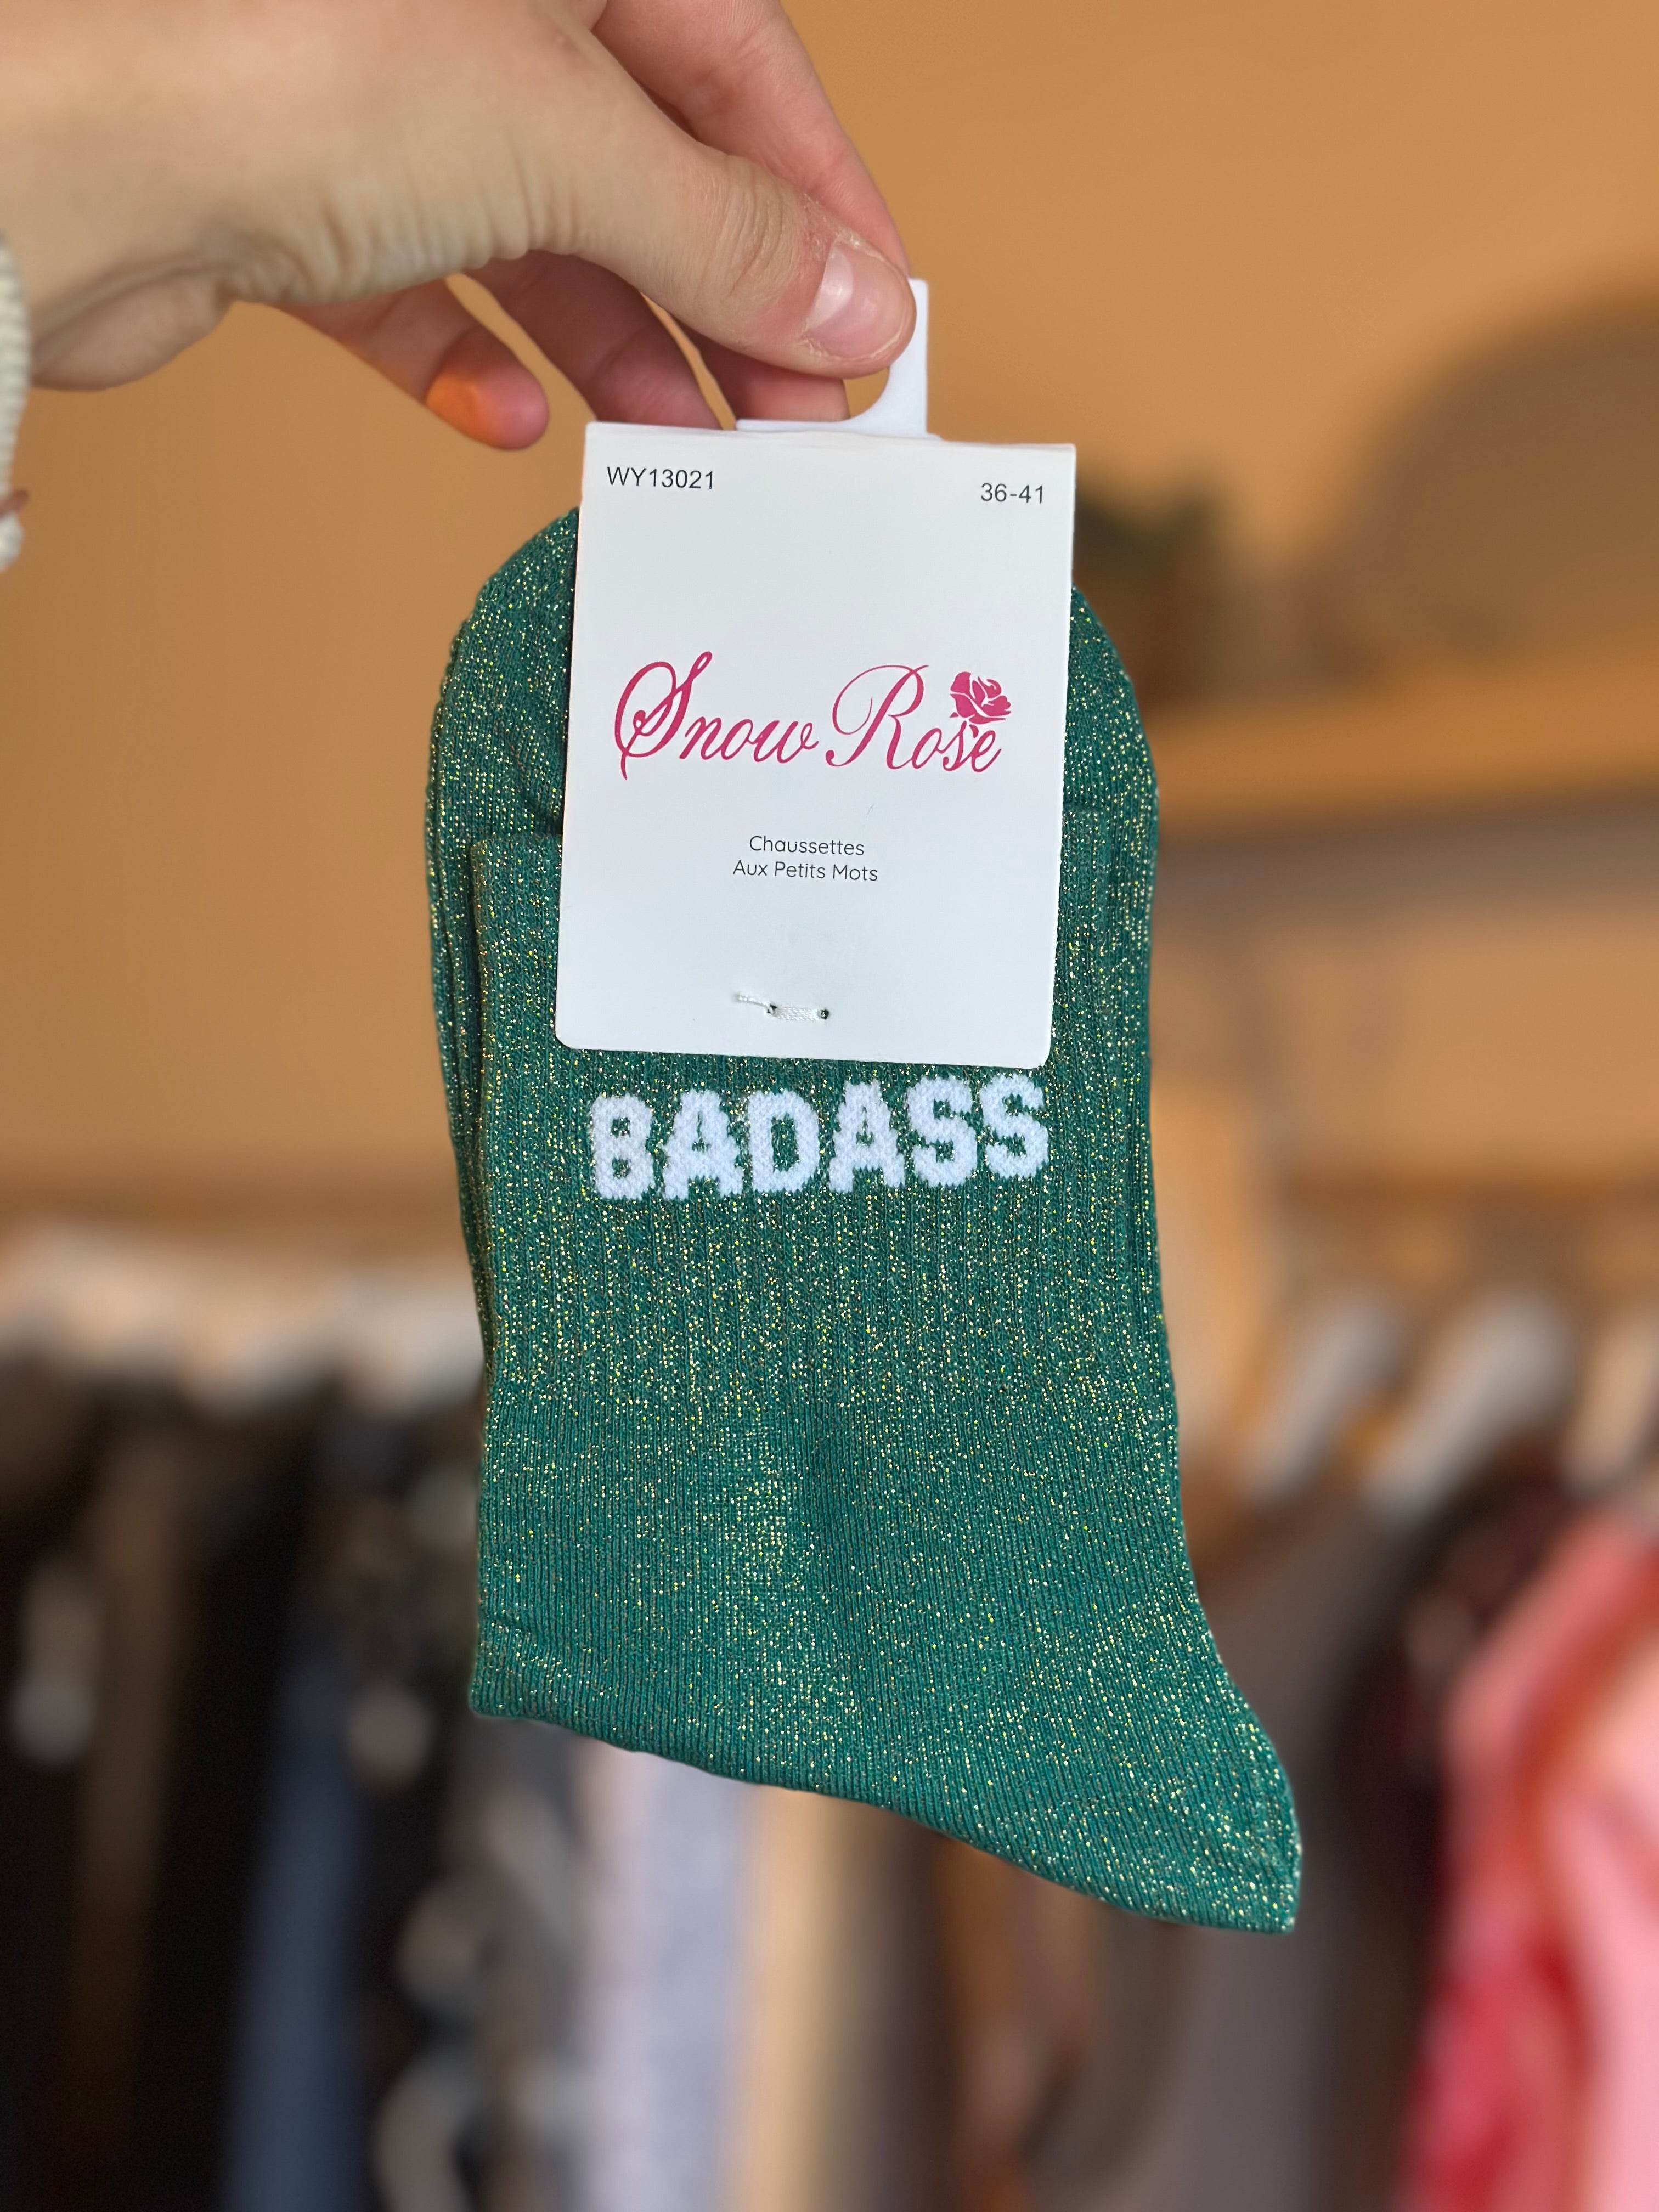 WY13021
36-41
Snow Rose
Chaussettes
Aux Petits Mots
BADASS